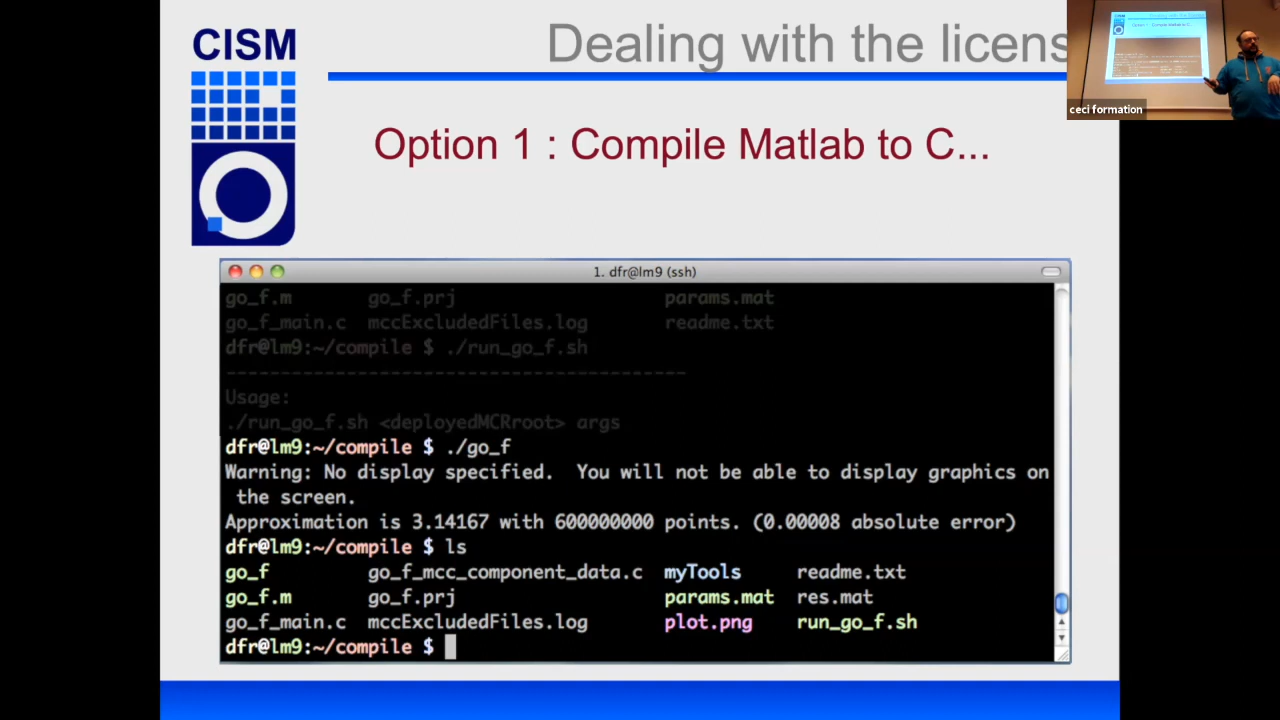 CISM
Dealing with the licens
ceci formation
Option 1 : Compile Matlab to C...
1. dfr@lm9 (ssh)
go_f.m go_f.prj params.mat
go_f_main.c mccExcludedFiles.log readme.txt
dfr@lm9:~/compile $ ./run_go_f.sh
------------------------------------------
Usage:
./run_go_f.sh <deployedMCRroot> args
dfr@lm9:~/compile $ ./go_f
Warning: No display specified. You will not be able to display graphics on
the screen.
Approximation is 3.14167 with 600000000 points. (0.00008 absolute error)
dfr@lm9:~/compile $ ls
go_f go_f_mcc_component_data.c myTools readme.txt
go_f.m go_f.prj params.mat res.mat
go_f_main.c mccExcludedFiles.log plot.png run_go_f.sh
dfr@lm9:~/compile $